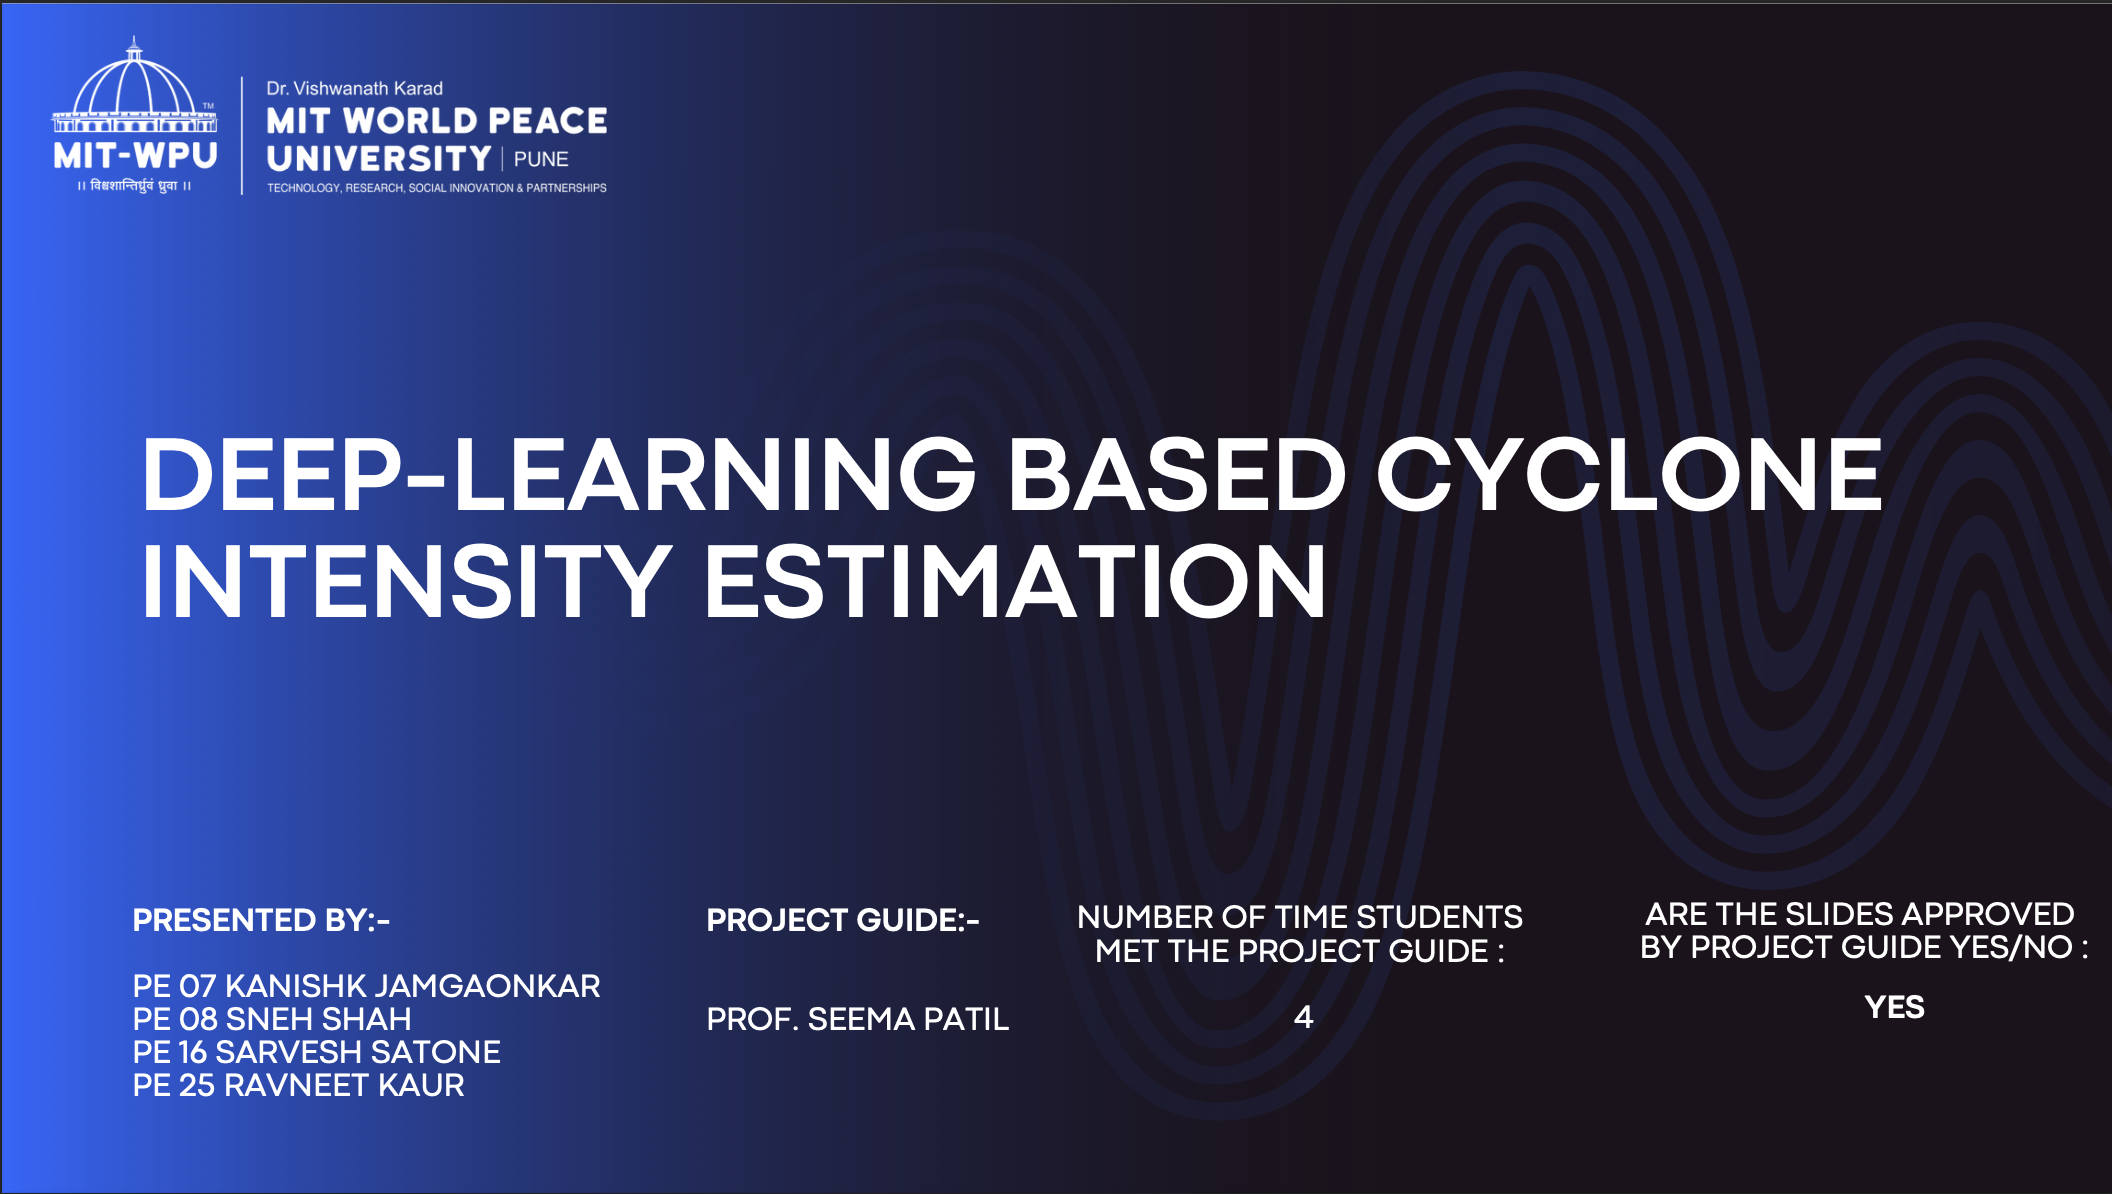 Dr. Vishwanath Karad
MIT WORLD PEACE
UNIVERSITY | PUNE
TECHNOLOGY, RESEARCH, SOCIAL INNOVATION & PARTNERSHIPS
TM
MIT-WPU
।। विश्वशान्तिर्ध्रुवं ध्रुवा ।।
DEEP-LEARNING BASED CYCLONE
INTENSITY ESTIMATION
PRESENTED BY:-
PE 07 KANISHK JAMGAONKAR
PE 08 SNEH SHAH
PE 16 SARVESH SATONE
PE 25 RAVNEET KAUR
PROJECT GUIDE:-
PROF. SEEMA PATIL
NUMBER OF TIME STUDENTS
MET THE PROJECT GUIDE :
4
ARE THE SLIDES APPROVED
BY PROJECT GUIDE YES/NO :
YES